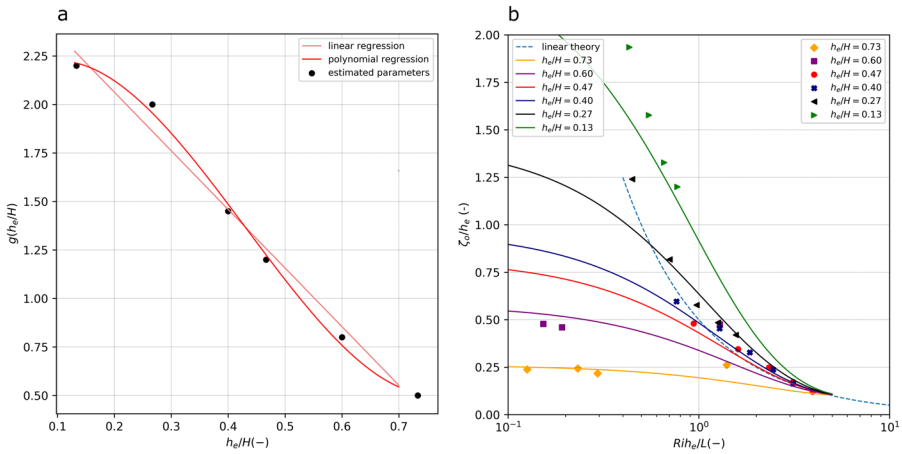 a
linear regression
polynomial regression
estimated parameters
2.25
2.00
1.75
1.50
1.25
1.00
0.75
0.50
g(hₑ/H)
0.1 0.2 0.3 0.4 0.5 0.6 0.7
hₑ/H(−)
b
linear theory
hₑ/H = 0.73
hₑ/H = 0.60
hₑ/H = 0.47
hₑ/H = 0.40
hₑ/H = 0.27
hₑ/H = 0.13
hₑ/H = 0.73
hₑ/H = 0.60
hₑ/H = 0.47
hₑ/H = 0.40
hₑ/H = 0.27
hₑ/H = 0.13
2.00
1.75
1.50
1.25
1.00
0.75
0.50
0.25
0.00
ζₒ/hₑ (-)
10⁻¹ 10⁰ 10¹
Rihₑ/L(−)